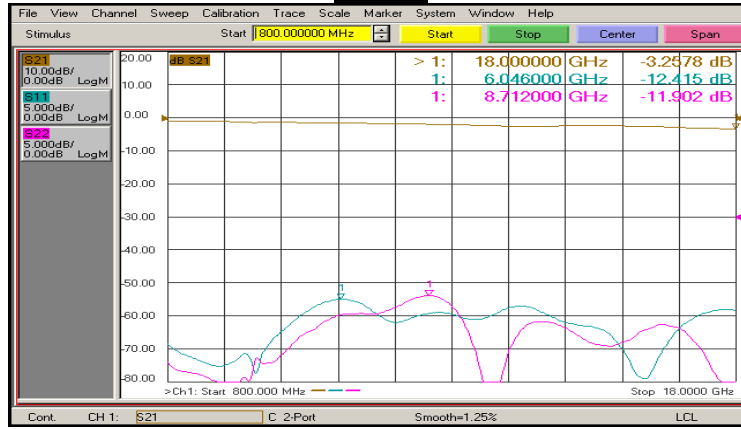 File View Channel Sweep Calibration Trace Scale Marker System Window Help
Stimulus Start 800.000000 MHz Start Stop Center Span
S21
10.00dB/
0.00dB LogM
S11
5.000dB/
0.00dB LogM
S22
5.000dB/
0.00dB LogM
20.00
10.00
0.00
-10.00
-20.00
-30.00
-40.00
-50.00
-60.00
-70.00
-80.00
dB S21
> 1: 18.000000 GHz -3.2578 dB
1: 6.046000 GHz -12.415 dB
1: 8.712000 GHz -11.902 dB
1
1
>Ch1: Start 800.000 MHz
Stop 18.0000 GHz
Cont. CH 1: S21 C 2-Port Smooth=1.25% LCL